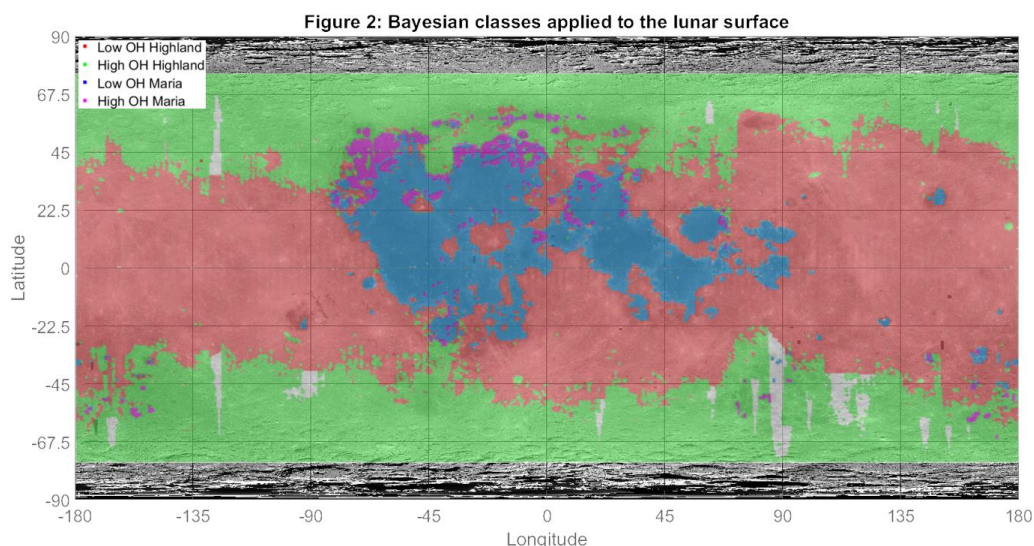 Figure 2: Bayesian classes applied to the lunar surface
Low OH Highland
High OH Highland
Low OH Maria
High OH Maria
90
67.5
45
22.5
0
-22.5
-45
-67.5
-90
Latitude
-180
-135
-90
-45
0
45
90
135
180
Longitude